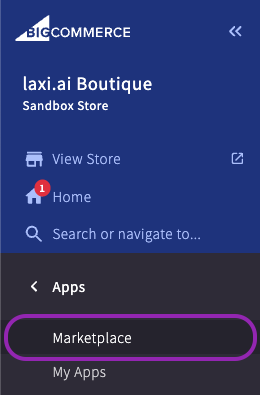 BIGCOMMERCE
laxi.ai Boutique
Sandbox Store
View Store
1
Home
Search or navigate to...
Apps
Marketplace
My Apps